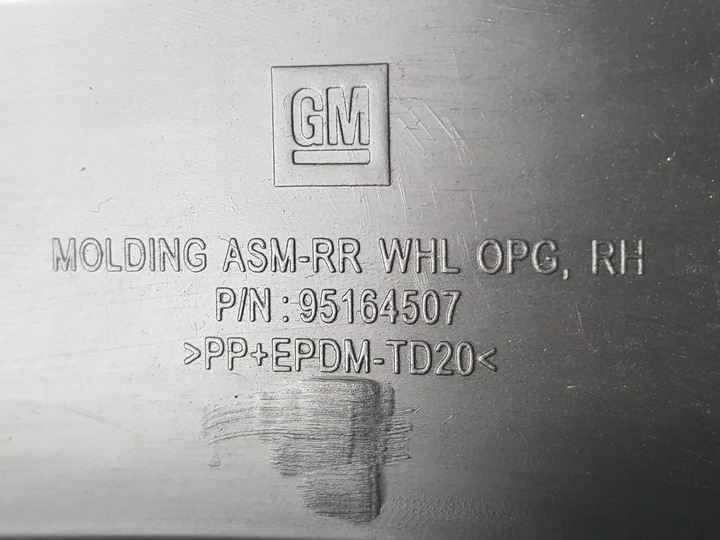 GM
MOLDING ASM-RR WHL OPG, RH
P/N : 95164507
>PP+EPDM-TD20<